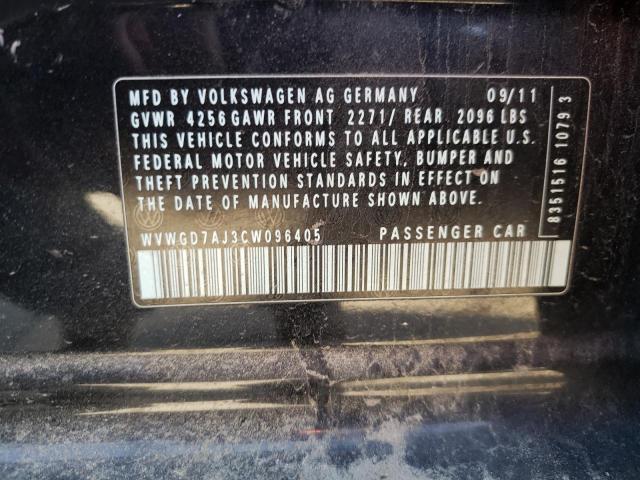 MFD BY VOLKSWAGEN AG GERMANY 09/11
GVWR 4256 GAWR FRONT 2271/ REAR 2096 LBS
THIS VEHICLE CONFORMS TO ALL APPLICABLE U.S.
FEDERAL MOTOR VEHICLE SAFETY, BUMPER AND
THEFT PREVENTION STANDARDS IN EFFECT ON
THE DATE OF MANUFACTURE SHOWN ABOVE.
WVWGD7AJ3CW096405 PASSENGER CAR
8351516 10793